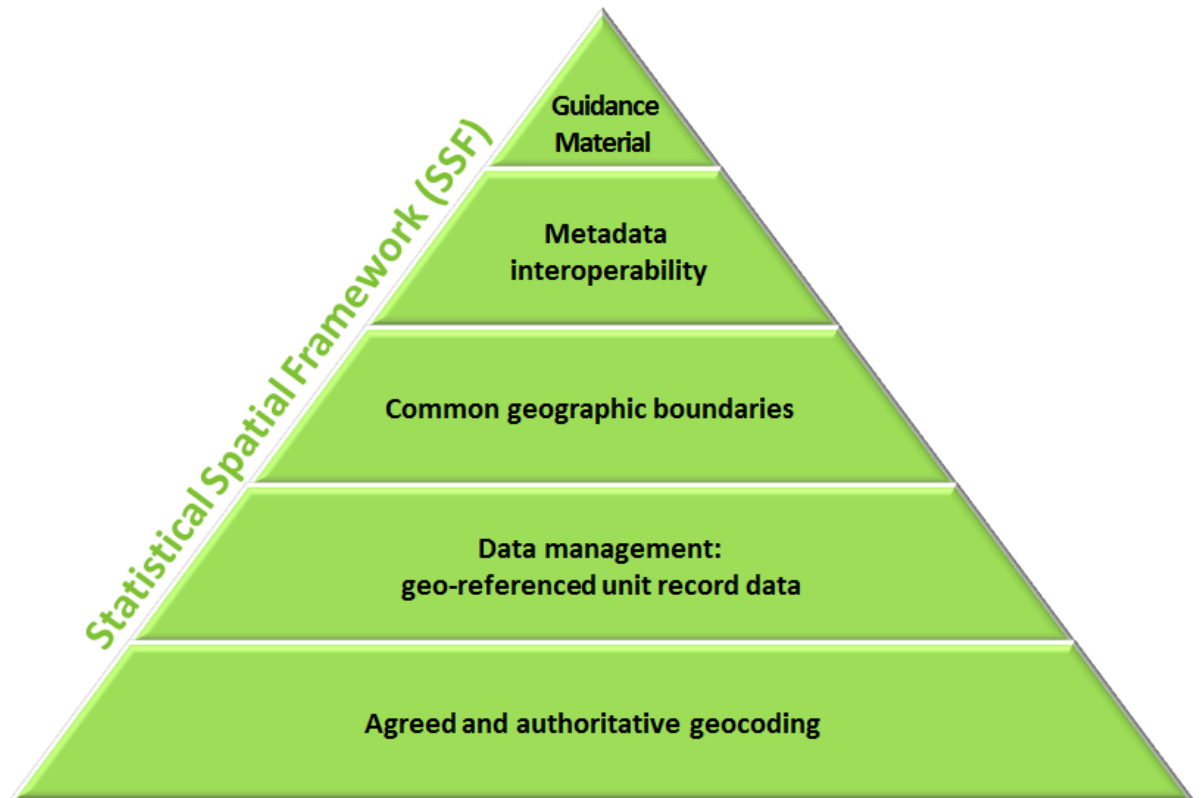 Statistical Spatial Framework (SSF)
Guidance
Material
Metadata
interoperability
Common geographic boundaries
Data management:
geo-referenced unit record data
Agreed and authoritative geocoding